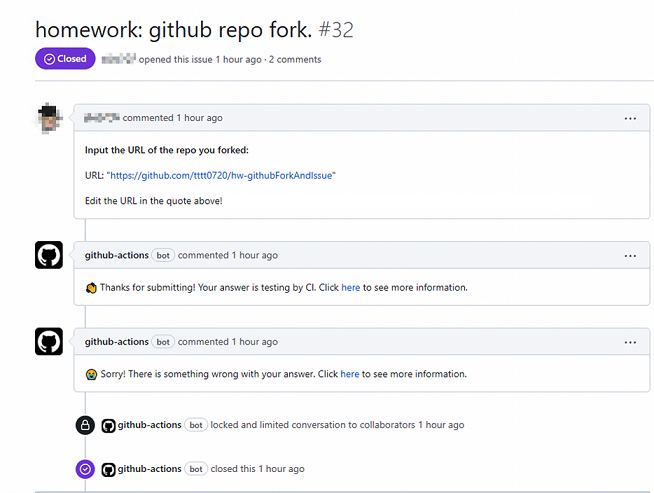 homework: github repo fork. #32
Closed opened this issue 1 hour ago · 2 comments
commented 1 hour ago
Input the URL of the repo you forked:
URL: "https://github.com/tttt0720/hw-githubForkAndIssue"
Edit the URL in the quote above!
github-actions bot commented 1 hour ago
Thanks for submitting! Your answer is testing by CI. Click here to see more information.
github-actions bot commented 1 hour ago
Sorry! There is something wrong with your answer. Click here to see more information.
github-actions bot locked and limited conversation to collaborators 1 hour ago
github-actions bot closed this 1 hour ago